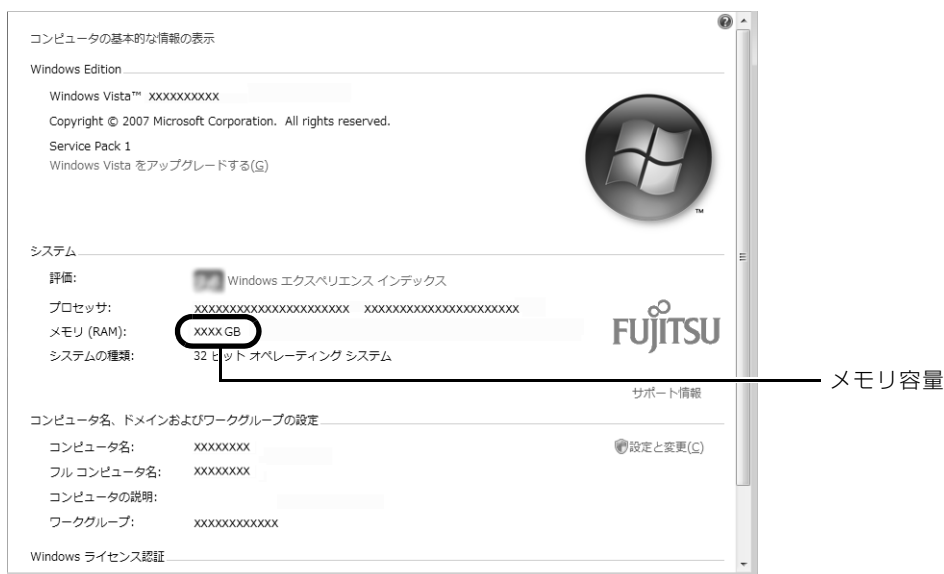 コンピュータの基本的な情報の表示
Windows Edition
Windows Vista™ xxxxxxxxxx
Copyright © 2007 Microsoft Corporation. All rights reserved.
Service Pack 1
Windows Vista をアップグレードする(G)
TM
システム
評価: Windows エクスペリエンス インデックス
プロセッサ: xxxxxxxxxxxxxxxxxxxxxx xxxxxxxxxxxxxxxxxxxxxx
メモリ (RAM): xxxx GB
FUJITSU
システムの種類: 32 ビット オペレーティング システム
メモリ容量
サポート情報
コンピュータ名、ドメインおよびワークグループの設定
コンピュータ名: xxxxxxxx 設定と変更(C)
フル コンピュータ名: xxxxxxxx
コンピュータの説明:
ワークグループ: xxxxxxxxxxxx
Windows ライセンス認証